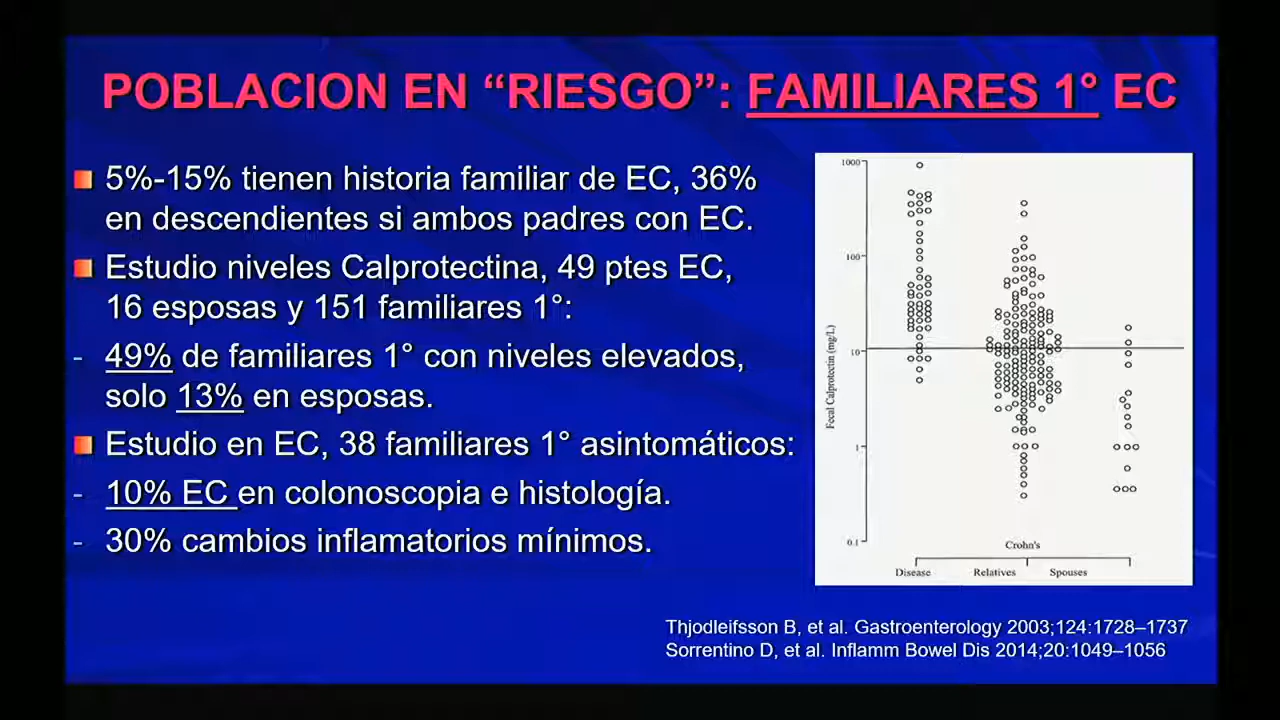 POBLACION EN “RIESGO”: FAMILIARES 1° EC
5%-15% tienen historia familiar de EC, 36%
en descendientes si ambos padres con EC.
Estudio niveles Calprotectina, 49 ptes EC,
16 esposas y 151 familiares 1°:
- 49% de familiares 1° con niveles elevados,
solo 13% en esposas.
Estudio en EC, 38 familiares 1° asintomáticos:
- 10% EC en colonoscopia e histología.
- 30% cambios inflamatorios mínimos.
1000
100
10
1
0.1
Fecal Calprotectin (mg/L)
Crohn's
Disease Relatives Spouses
Thjodleifsson B, et al. Gastroenterology 2003;124:1728–1737
Sorrentino D, et al. Inflamm Bowel Dis 2014;20:1049–1056